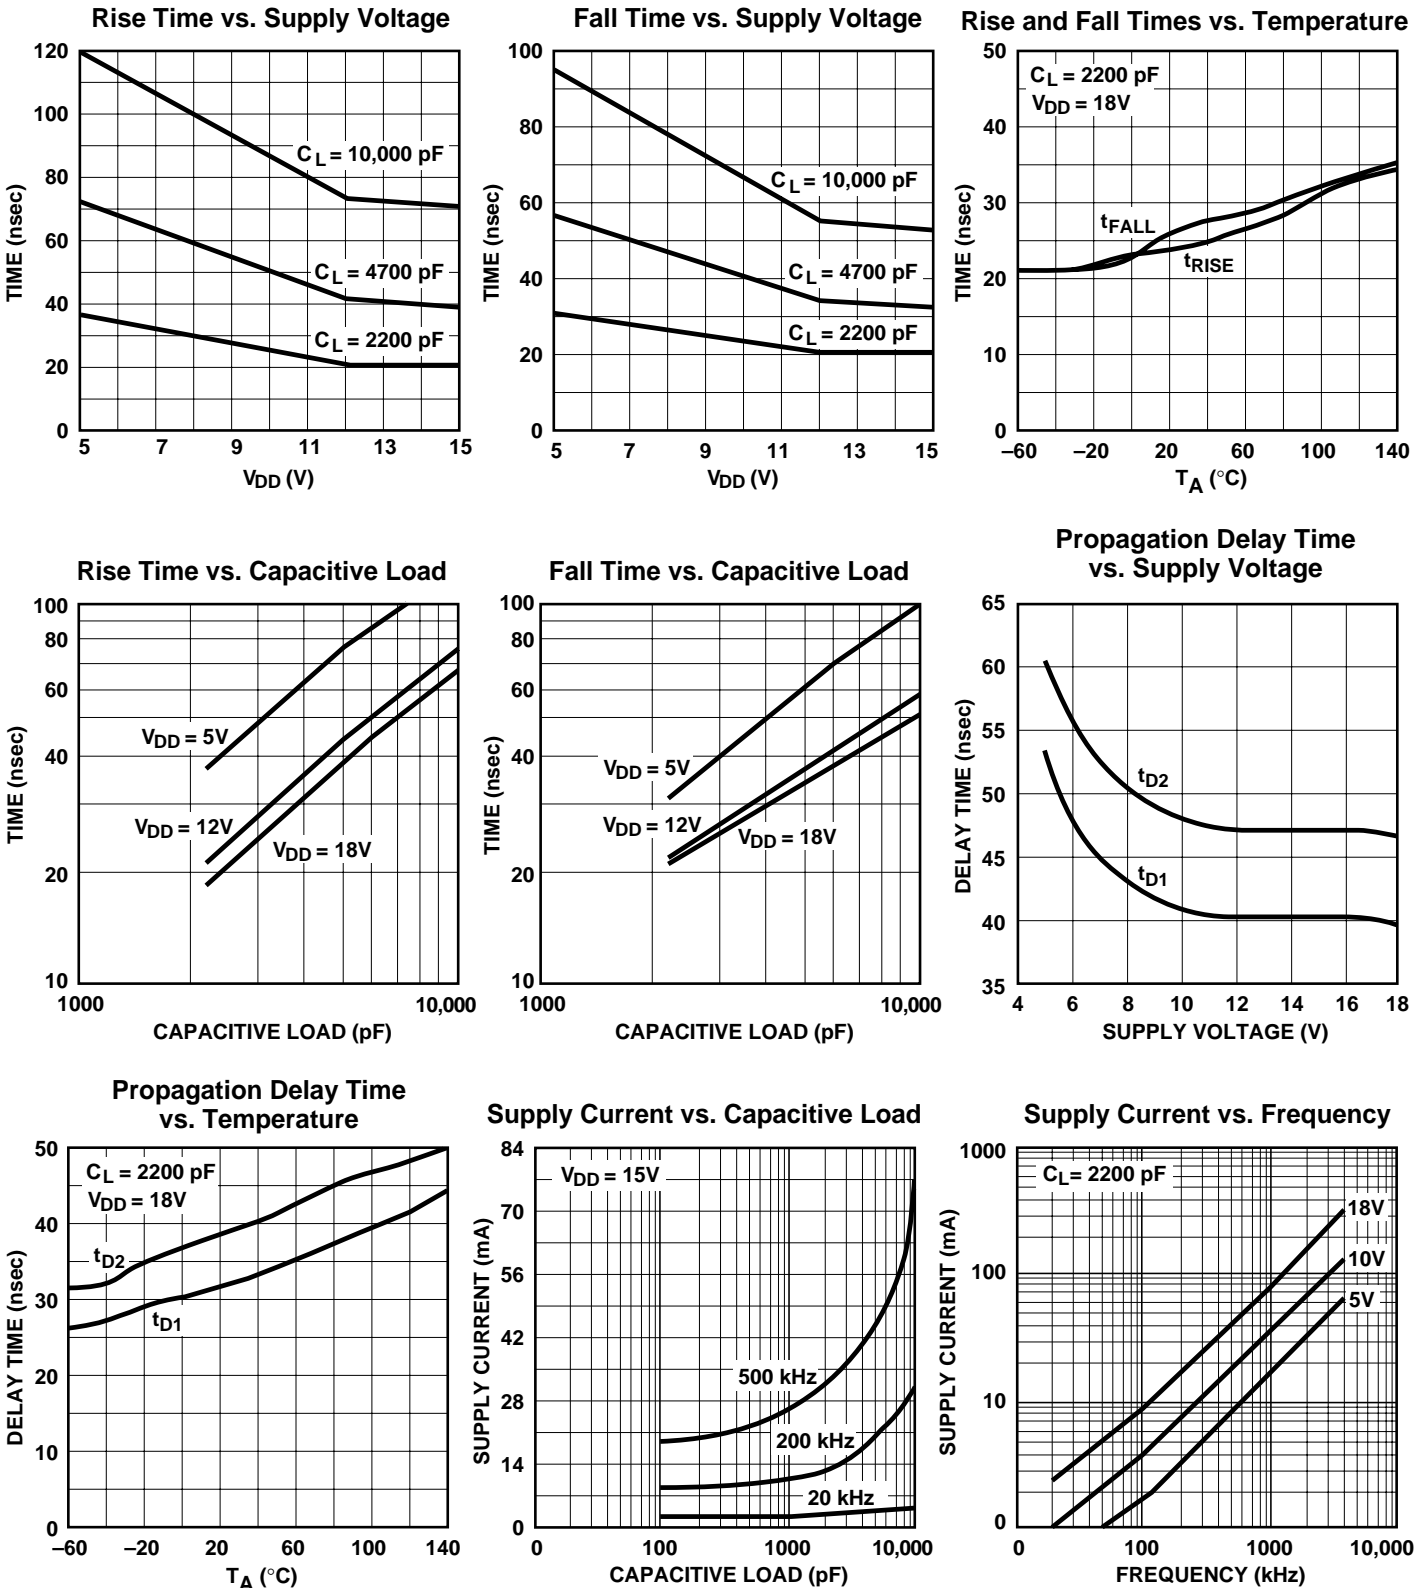 Rise Time vs. Supply Voltage
120
100
80
60
40
20
0
TIME (nsec)
CL = 10,000 pF
CL = 4700 pF
CL = 2200 pF
5 7 9 11 13 15
VDD (V)
Fall Time vs. Supply Voltage
100
80
60
40
20
0
TIME (nsec)
CL = 10,000 pF
CL = 4700 pF
CL = 2200 pF
5 7 9 11 13 15
VDD (V)
Rise and Fall Times vs. Temperature
50
40
30
20
10
0
TIME (nsec)
CL = 2200 pF
VDD = 18V
tFALL
tRISE
–60 –20 20 60 100 140
TA (°C)
Rise Time vs. Capacitive Load
100
80
60
40
20
10
TIME (nsec)
VDD = 5V
VDD = 12V
VDD = 18V
1000 10,000
CAPACITIVE LOAD (pF)
Fall Time vs. Capacitive Load
100
80
60
40
20
10
TIME (nsec)
VDD = 5V
VDD = 12V
VDD = 18V
1000 10,000
CAPACITIVE LOAD (pF)
Propagation Delay Time
vs. Supply Voltage
65
60
55
50
45
40
35
DELAY TIME (nsec)
tD2
tD1
4 6 8 10 12 14 16 18
SUPPLY VOLTAGE (V)
Propagation Delay Time
vs. Temperature
50
40
30
20
10
0
DELAY TIME (nsec)
CL = 2200 pF
VDD = 18V
tD2
tD1
–60 –20 20 60 100 140
TA (°C)
Supply Current vs. Capacitive Load
84
70
56
42
28
14
0
SUPPLY CURRENT (mA)
VDD = 15V
500 kHz
200 kHz
20 kHz
0 100 1000 10,000
CAPACITIVE LOAD (pF)
Supply Current vs. Frequency
1000
100
10
0
SUPPLY CURRENT (mA)
CL= 2200 pF
18V
10V
5V
0 100 1000 10,000
FREQUENCY (kHz)